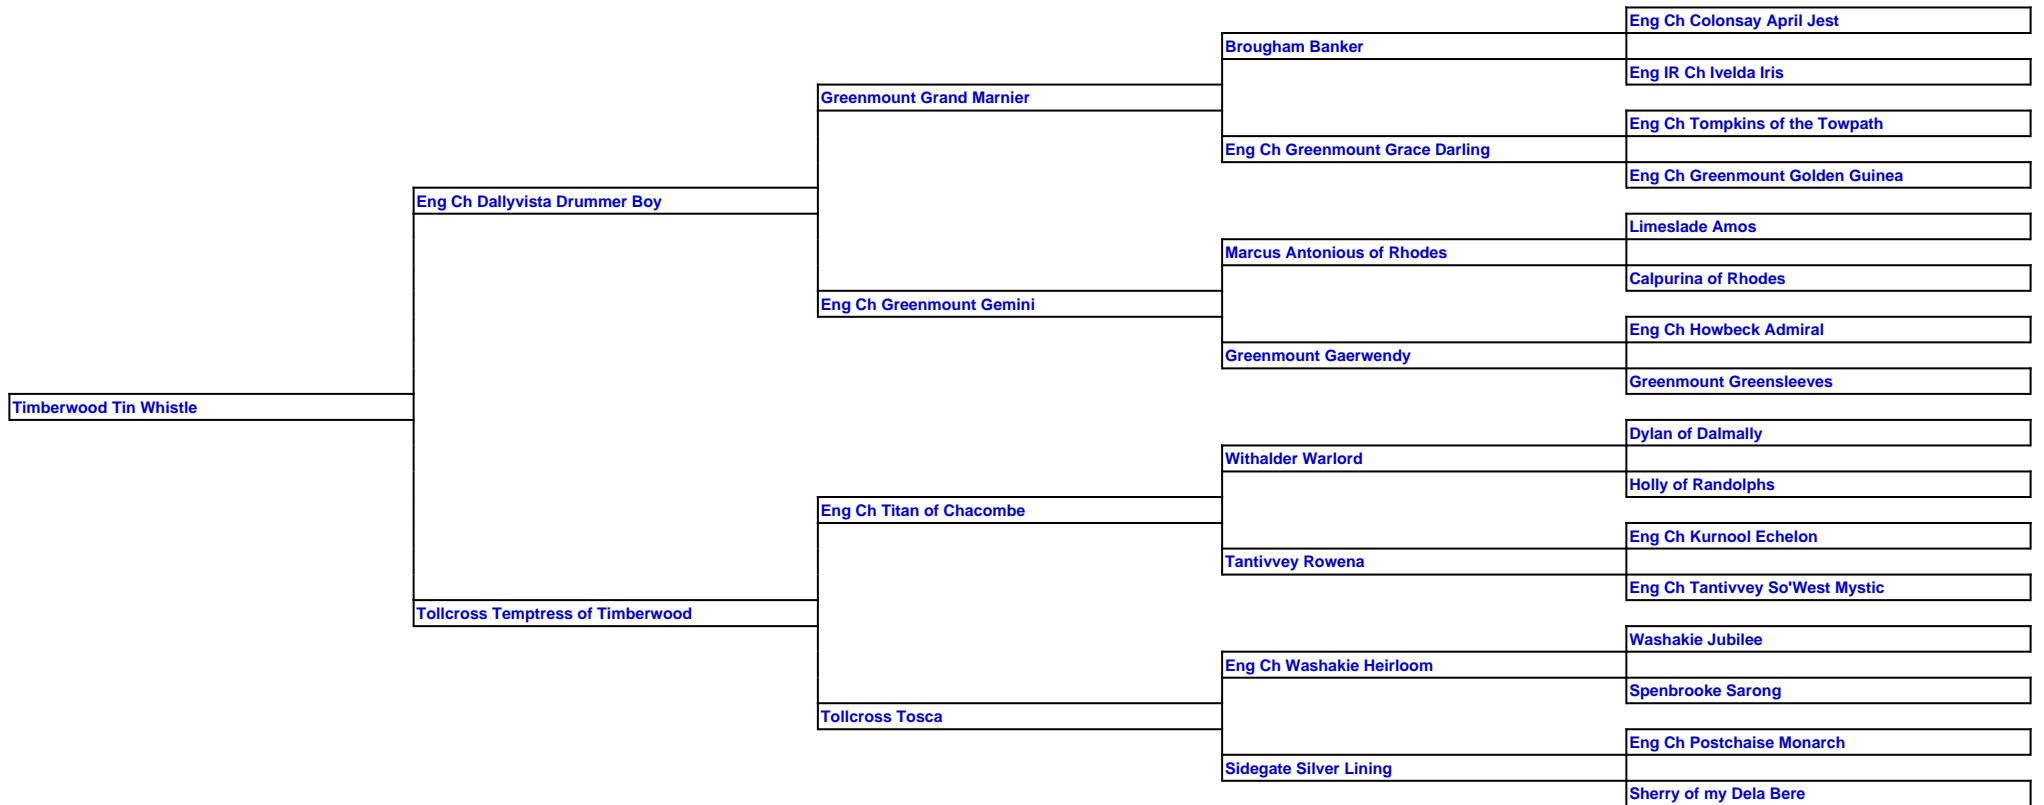 Eng Ch Colonsay April Jest
Brougham Banker
Eng IR Ch Ivelda Iris
Greenmount Grand Marnier
Eng Ch Tompkins of the Towpath
Eng Ch Greenmount Grace Darling
Eng Ch Greenmount Golden Guinea
Eng Ch Dallyvista Drummer Boy
Limeslade Amos
Marcus Antonious of Rhodes
Calpurina of Rhodes
Eng Ch Greenmount Gemini
Eng Ch Howbeck Admiral
Greenmount Gaerwendy
Greenmount Greensleeves
Timberwood Tin Whistle
Dylan of Dalmally
Withalder Warlord
Holly of Randolphs
Eng Ch Titan of Chacombe
Eng Ch Kurnool Echelon
Tantivvey Rowena
Eng Ch Tantivvey So'West Mystic
Tollcross Temptress of Timberwood
Washakie Jubilee
Eng Ch Washakie Heirloom
Spenbrooke Sarong
Tollcross Tosca
Eng Ch Postchaise Monarch
Sidegate Silver Lining
Sherry of my Dela Bere